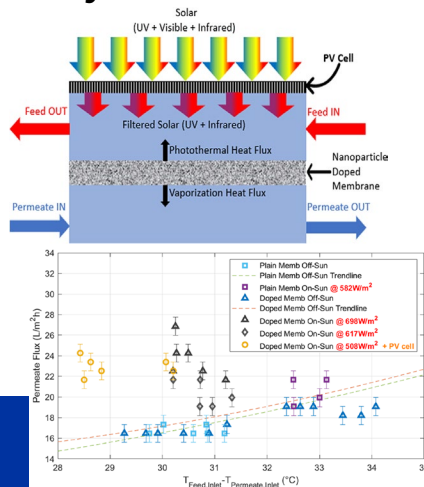 Solar
(UV + Visible + Infrared)
PV Cell
Feed OUT
Feed IN
Filtered Solar (UV + Infrared)
Photothermal Heat Flux
Nanoparticle
Doped
Membrane
Vaporization Heat Flux
Permeate IN
Permeate OUT
Permeate Flux (L/m²h)
34
32
30
28
26
24
22
20
18
16
14
Plain Memb Off-Sun
Plain Memb Off-Sun Trendline
Plain Memb On-Sun @ 582W/m²
Doped Memb Off-Sun
Doped Memb Off-Sun Trendline
Doped Memb On-Sun @ 698W/m²
Doped Memb On-Sun @ 617W/m²
Doped Memb On-Sun @ 508W/m² + PV cell
28 29 30 31 32 33 34
T Feed Inlet -T Permeate Inlet (°C)